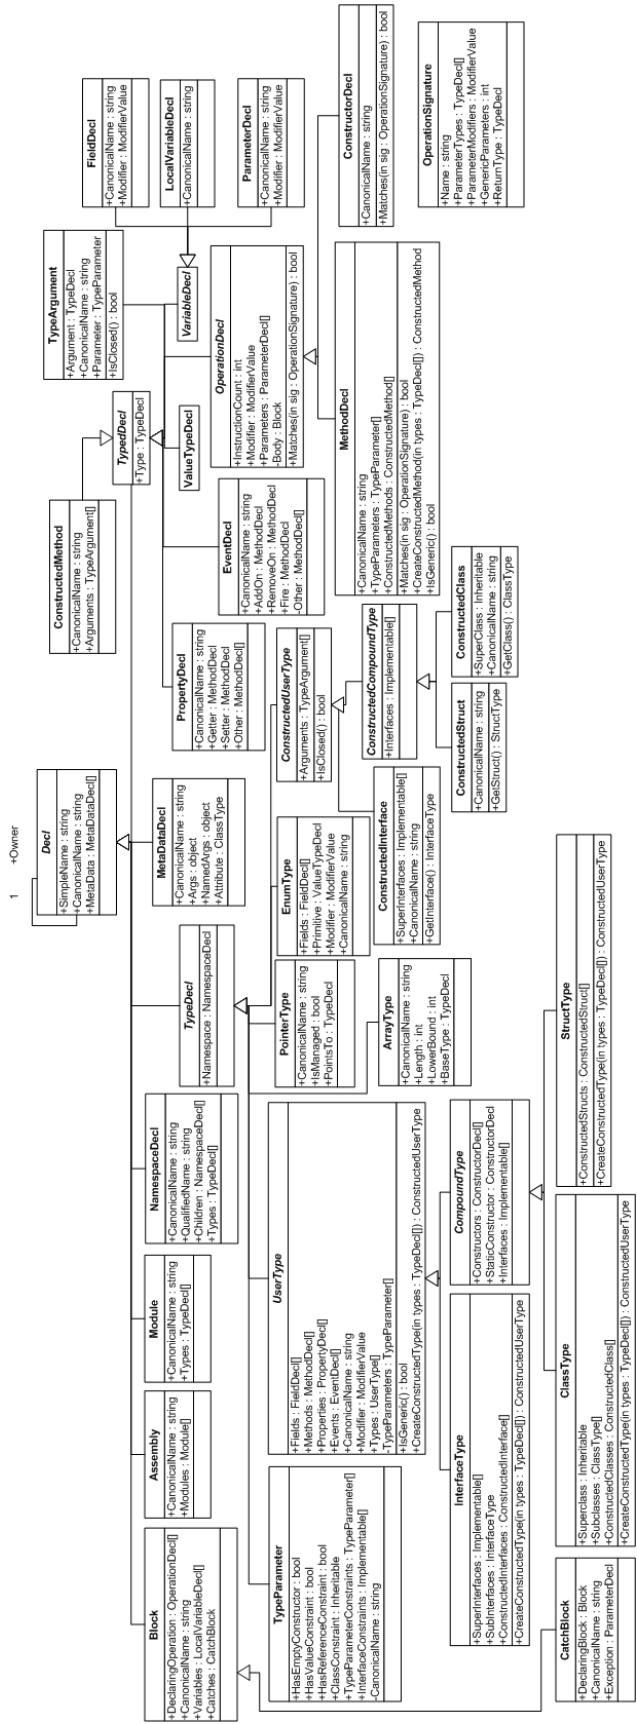 1
+Owner
Decl
+SimpleName : string
+CanonicalName : string
+MetaData : MetaDataDecl[]
Block
+DeclaringOperation : OperationDecl
+CanonicalName : string
+Variables : LocalVariableDecl[]
+Catches : CatchBlock
Assembly
+CanonicalName : string
+Modules : Module[]
Module
+CanonicalName : string
+Types : TypeDecl[]
NamespaceDecl
+CanonicalName : string
+QualifiedName : string
+Children : NamespaceDecl[]
+Types : TypeDecl[]
TypeDecl
+Namespace : NamespaceDecl
MetaDataDecl
+CanonicalName : string
+Args : object
+NamedArgs : object
+Attribute : ClassType
ConstructedMethod
+CanonicalName : string
+Arguments : TypeArgument[]
TypedDecl
+Type : TypeDecl
TypeArgument
+Argument : TypeDecl
+CanonicalName : string
+Parameter : TypeParameter
+IsClosed() : bool
FieldDecl
+CanonicalName : string
+Modifier : ModifierValue
LocalVariableDecl
+CanonicalName : string
ParameterDecl
+CanonicalName : string
+Modifier : ModifierValue
VariableDecl
ValueTypeDecl
PropertyDecl
+CanonicalName : string
+Getter : MethodDecl
+Setter : MethodDecl
+Other : MethodDecl[]
EventDecl
+CanonicalName : string
+AddOn : MethodDecl
+RemoveOn : MethodDecl
+Fire : MethodDecl
-Other : MethodDecl[]
OperationDecl
+InstructionCount : int
+Modifier : ModifierValue
+Parameters : ParameterDecl[]
-Body : Block
+Matches(in sig : OperationSignature) : bool
TypeParameter
+HasEmptyConstructor : bool
+HasValueConstraint : bool
+HasReferenceConstraint : bool
+ClassConstraint : Inheritable
+TypeParameterConstraints : TypeParameter[]
+InterfaceConstraints : Implementable[]
-CanonicalName : string
UserType
+Fields : FieldDecl[]
+Methods : MethodDecl[]
+Properties : PropertyDecl[]
+Events : EventDecl[]
+CanonicalName : string
+Modifier : ModifierValue
+Types : UserType[]
-TypeParameters : TypeParameter[]
+IsGeneric() : bool
+CreateConstructedType(in types : TypeDecl[]) : ConstructedUserType
PointerType
+CanonicalName : string
+IsManaged : bool
+PointsTo : TypeDecl
EnumType
+Fields : FieldDecl[]
+Primitive : ValueTypeDecl
+Modifier : ModifierValue
+CanonicalName : string
ConstructedUserType
+Arguments : TypeArgument[]
+IsClosed() : bool
ArrayType
+CanonicalName : string
+Length : int
+LowerBound : int
+BaseType : TypeDecl
ConstructedInterface
+SuperInterfaces : Implementable[]
+CanonicalName : string
+GetInterface() : InterfaceType
ConstructedCompoundType
+Interfaces : Implementable[]
MethodDecl
+CanonicalName : string
+TypeParameters : TypeParameter[]
+ConstructedMethods : ConstructedMethod[]
+Matches(in sig : OperationSignature) : bool
+CreateConstructedMethod(in types : TypeDecl[]) : ConstructedMethod
+IsGeneric() : bool
ConstructorDecl
+CanonicalName : string
+Matches(in sig : OperationSignature) : bool
OperationSignature
+Name : string
+ParameterTypes : TypeDecl[]
+ParameterModifiers : ModifierValue
+GenericParameters : int
+ReturnType : TypeDecl
ConstructedStruct
+CanonicalName : string
+GetStruct() : StructType
ConstructedClass
+SuperClass : Inheritable
+CanonicalName : string
+GetClass() : ClassType
InterfaceType
+SuperInterfaces : Implementable[]
+SubInterfaces : InterfaceType
+ConstructedInterfaces : ConstructedInterface[]
+CreateConstructedType(in types : TypeDecl[]) : ConstructedUserType
CompoundType
+Constructors : ConstructorDecl[]
+StaticConstructor : ConstructorDecl
+Interfaces : Implementable[]
CatchBlock
+DeclaringBlock : Block
+CanonicalName : string
+Exception : ParameterDecl
ClassType
+Superclass : Inheritable
+Subclasses : ClassType[]
+ConstructedClasses : ConstructedClass[]
+CreateConstructedType(in types : TypeDecl[]) : ConstructedUserType
StructType
+ConstructedStructs : ConstructedStruct[]
+CreateConstructedType(in types : TypeDecl[]) : ConstructedUserType